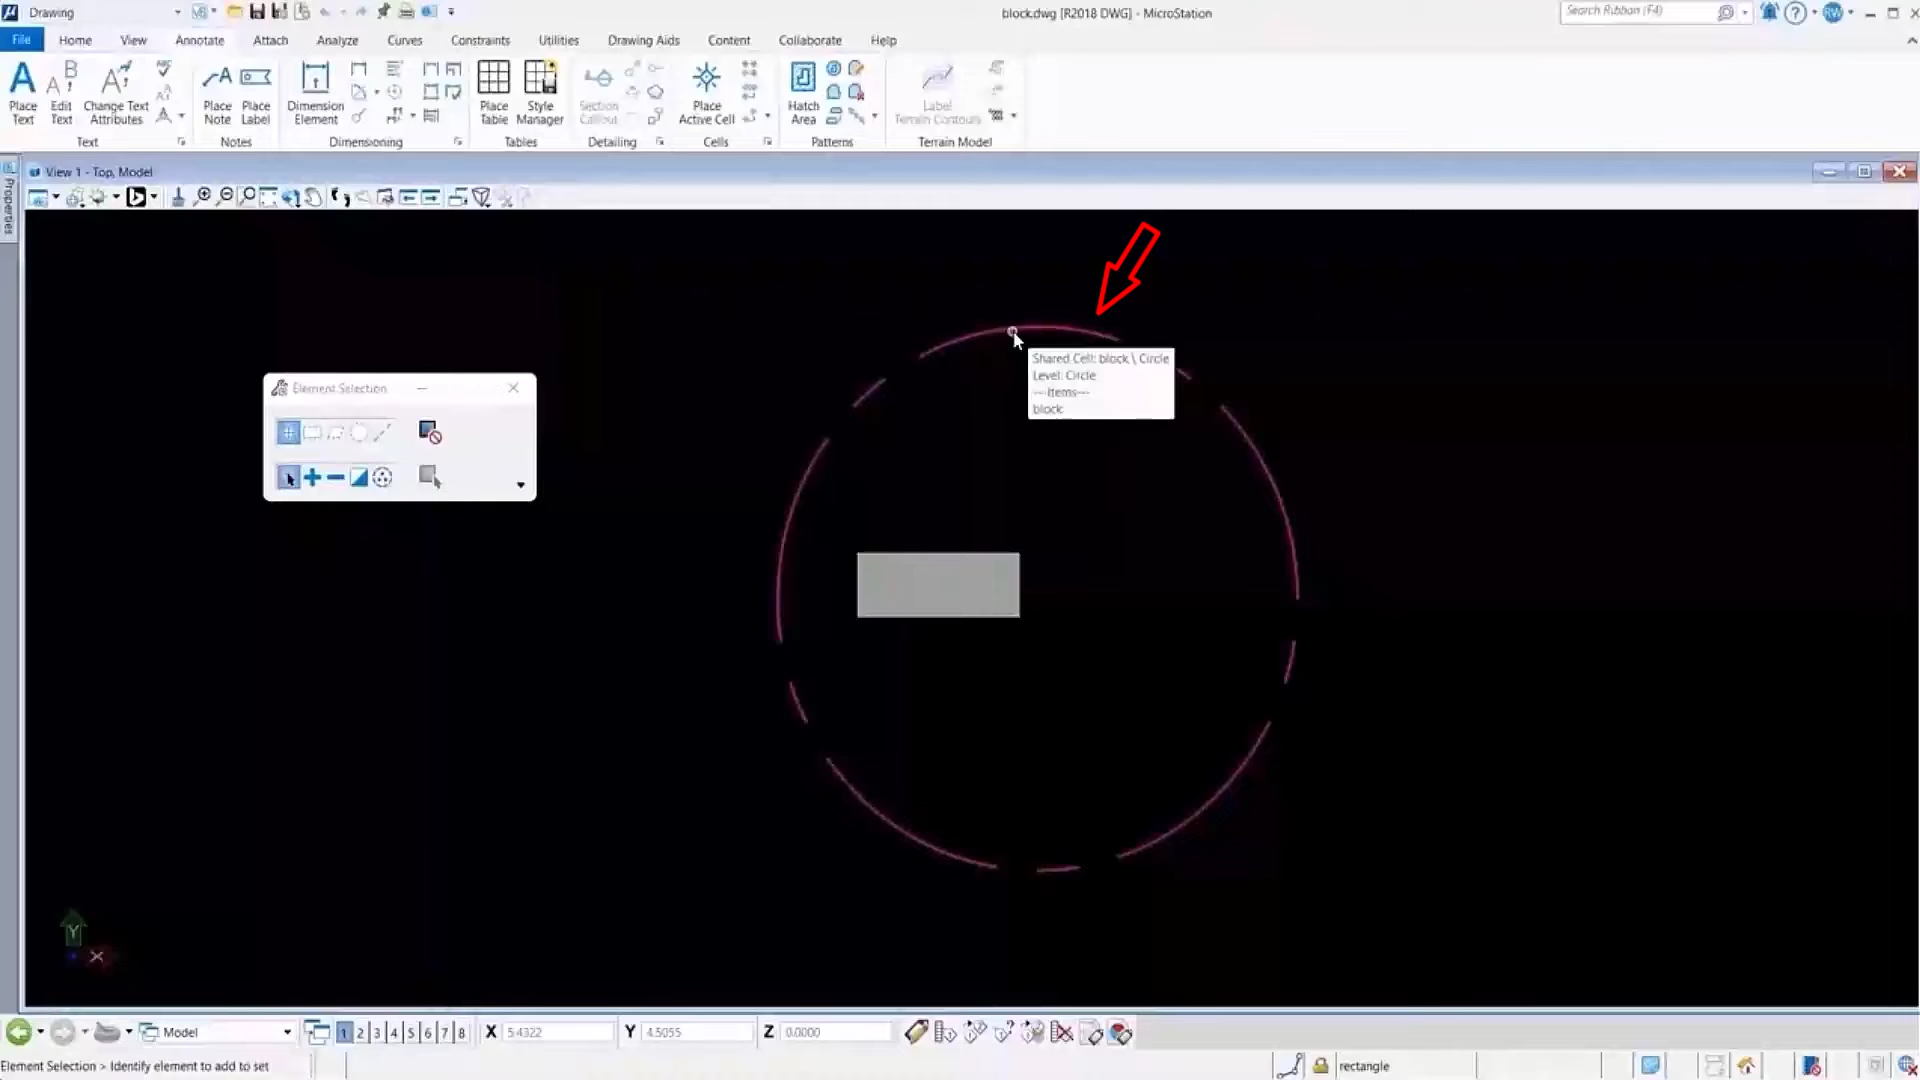 Drawing
block.dwg [R2018 DWG] - MicroStation
Search Ribbon (F4)
RW
File Home View Annotate Attach Analyze Curves Constraints Utilities Drawing Aids Content Collaborate Help
Place Text
Edit Text
Change Text Attributes
Place Note
Place Label
Dimension Element
Place Table
Style Manager
Section Callout
Place Active Cell
Hatch Area
Label Terrain Contours
Text Notes Dimensioning Tables Detailing Cells Patterns Terrain Model
View 1 - Top, Model
Properties
Shared Cell: block \ Circle
Level: Circle
---Items---
block
Element Selection
Y
X
Model
1 2 3 4 5 6 7 8
X 5.4322 Y 4.5055 Z 0.0000
Element Selection > Identify element to add to set
rectangle